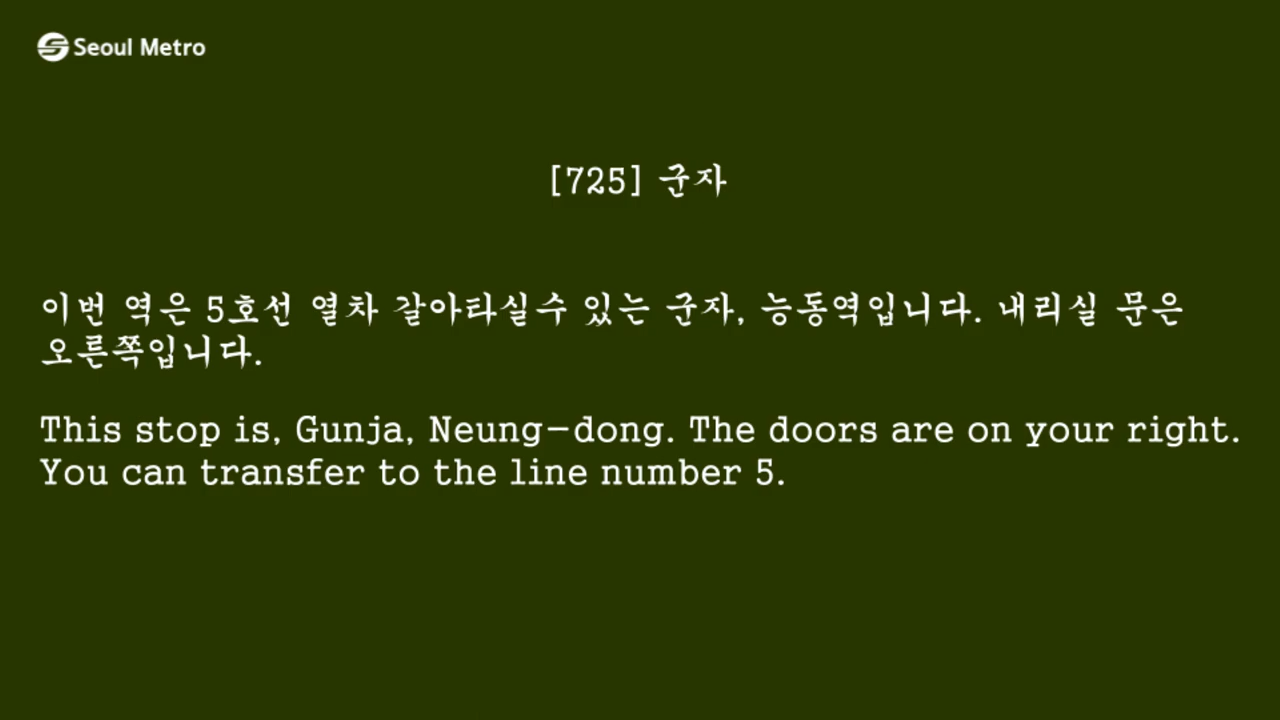 Seoul Metro
[725] 군자
이번 역은 5호선 열차 갈아타실수 있는 군자, 능동역입니다. 내리실 문은
오른쪽입니다.
This stop is, Gunja, Neung-dong. The doors are on your right.
You can transfer to the line number 5.